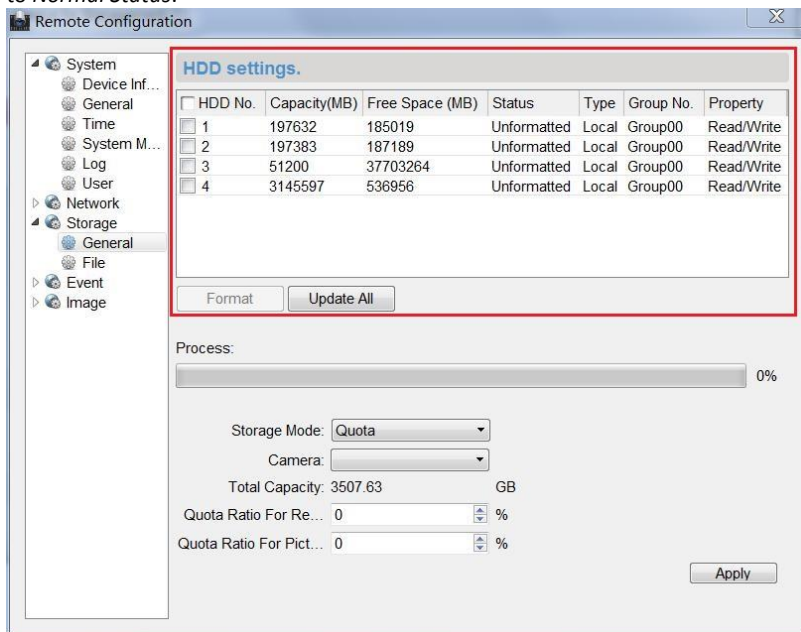 to Normal Status.
Remote Configuration
System
Device Inf...
General
Time
System M...
Log
User
Network
Storage
General
File
Event
Image
HDD settings.
HDD No. Capacity(MB) Free Space (MB) Status Type Group No. Property
1 197632 185019 Unformatted Local Group00 Read/Write
2 197383 187189 Unformatted Local Group00 Read/Write
3 51200 37703264 Unformatted Local Group00 Read/Write
4 3145597 536956 Unformatted Local Group00 Read/Write
Format Update All
Process:
0%
Storage Mode: Quota
Camera:
Total Capacity: 3507.63 GB
Quota Ratio For Re... 0 %
Quota Ratio For Pict... 0 %
Apply